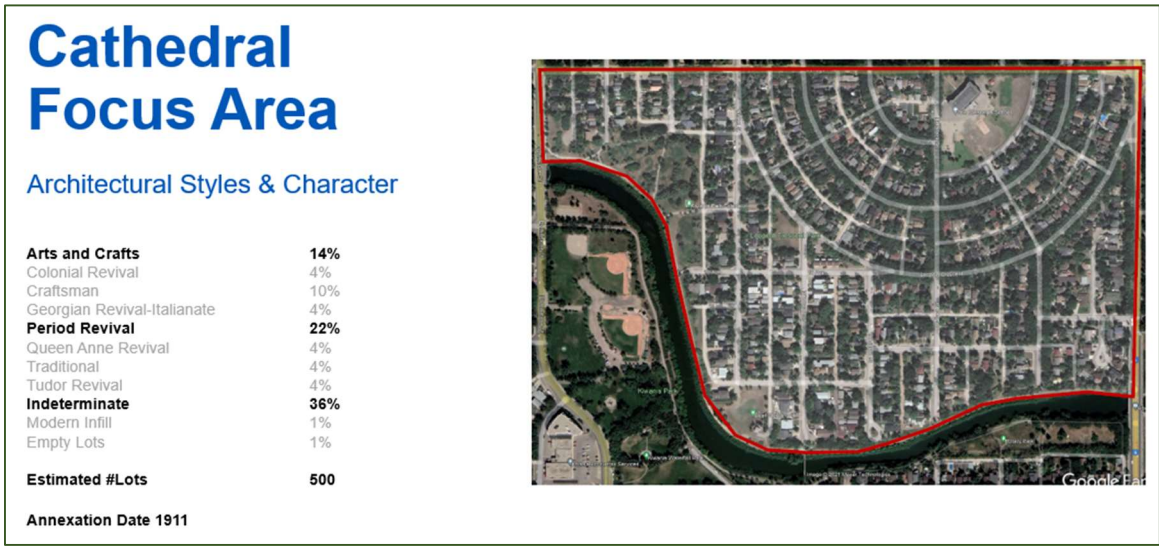 Cathedral
Focus Area
Architectural Styles & Character
Arts and Crafts 14%
Colonial Revival 4%
Craftsman 10%
Georgian Revival-Italianate 4%
Period Revival 22%
Queen Anne Revival 4%
Traditional 4%
Tudor Revival 4%
Indeterminate 36%
Modern Infill 1%
Empty Lots 1%
Estimated #Lots 500
Annexation Date 1911
Kiwanis Park
Google Ear